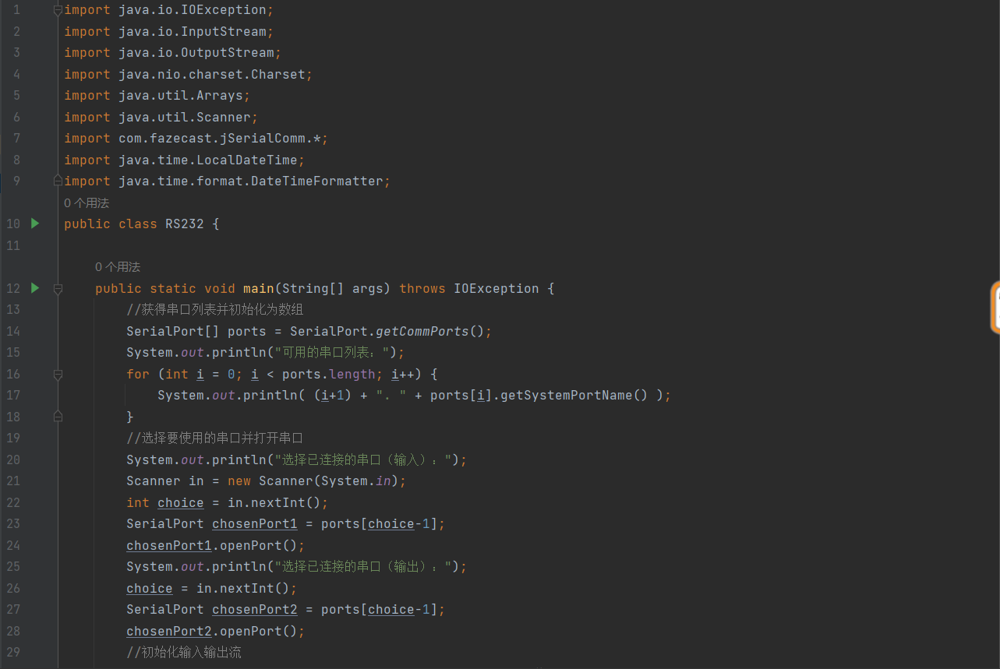 1 import java.io.IOException;
2 import java.io.InputStream;
3 import java.io.OutputStream;
4 import java.nio.charset.Charset;
5 import java.util.Arrays;
6 import java.util.Scanner;
7 import com.fazecast.jSerialComm.*;
8 import java.time.LocalDateTime;
9 import java.time.format.DateTimeFormatter;
0 个用法
10 public class RS232 {
11
0 个用法
12 public static void main(String[] args) throws IOException {
13 //获得串口列表并初始化为数组
14 SerialPort[] ports = SerialPort.getCommPorts();
15 System.out.println("可用的串口列表：");
16 for (int i = 0; i < ports.length; i++) {
17 System.out.println( (i+1) + ". " + ports[i].getSystemPortName() );
18 }
19 //选择要使用的串口并打开串口
20 System.out.println("选择已连接的串口（输入）：");
21 Scanner in = new Scanner(System.in);
22 int choice = in.nextInt();
23 SerialPort chosenPort1 = ports[choice-1];
24 chosenPort1.openPort();
25 System.out.println("选择已连接的串口（输出）：");
26 choice = in.nextInt();
27 SerialPort chosenPort2 = ports[choice-1];
28 chosenPort2.openPort();
29 //初始化输入输出流